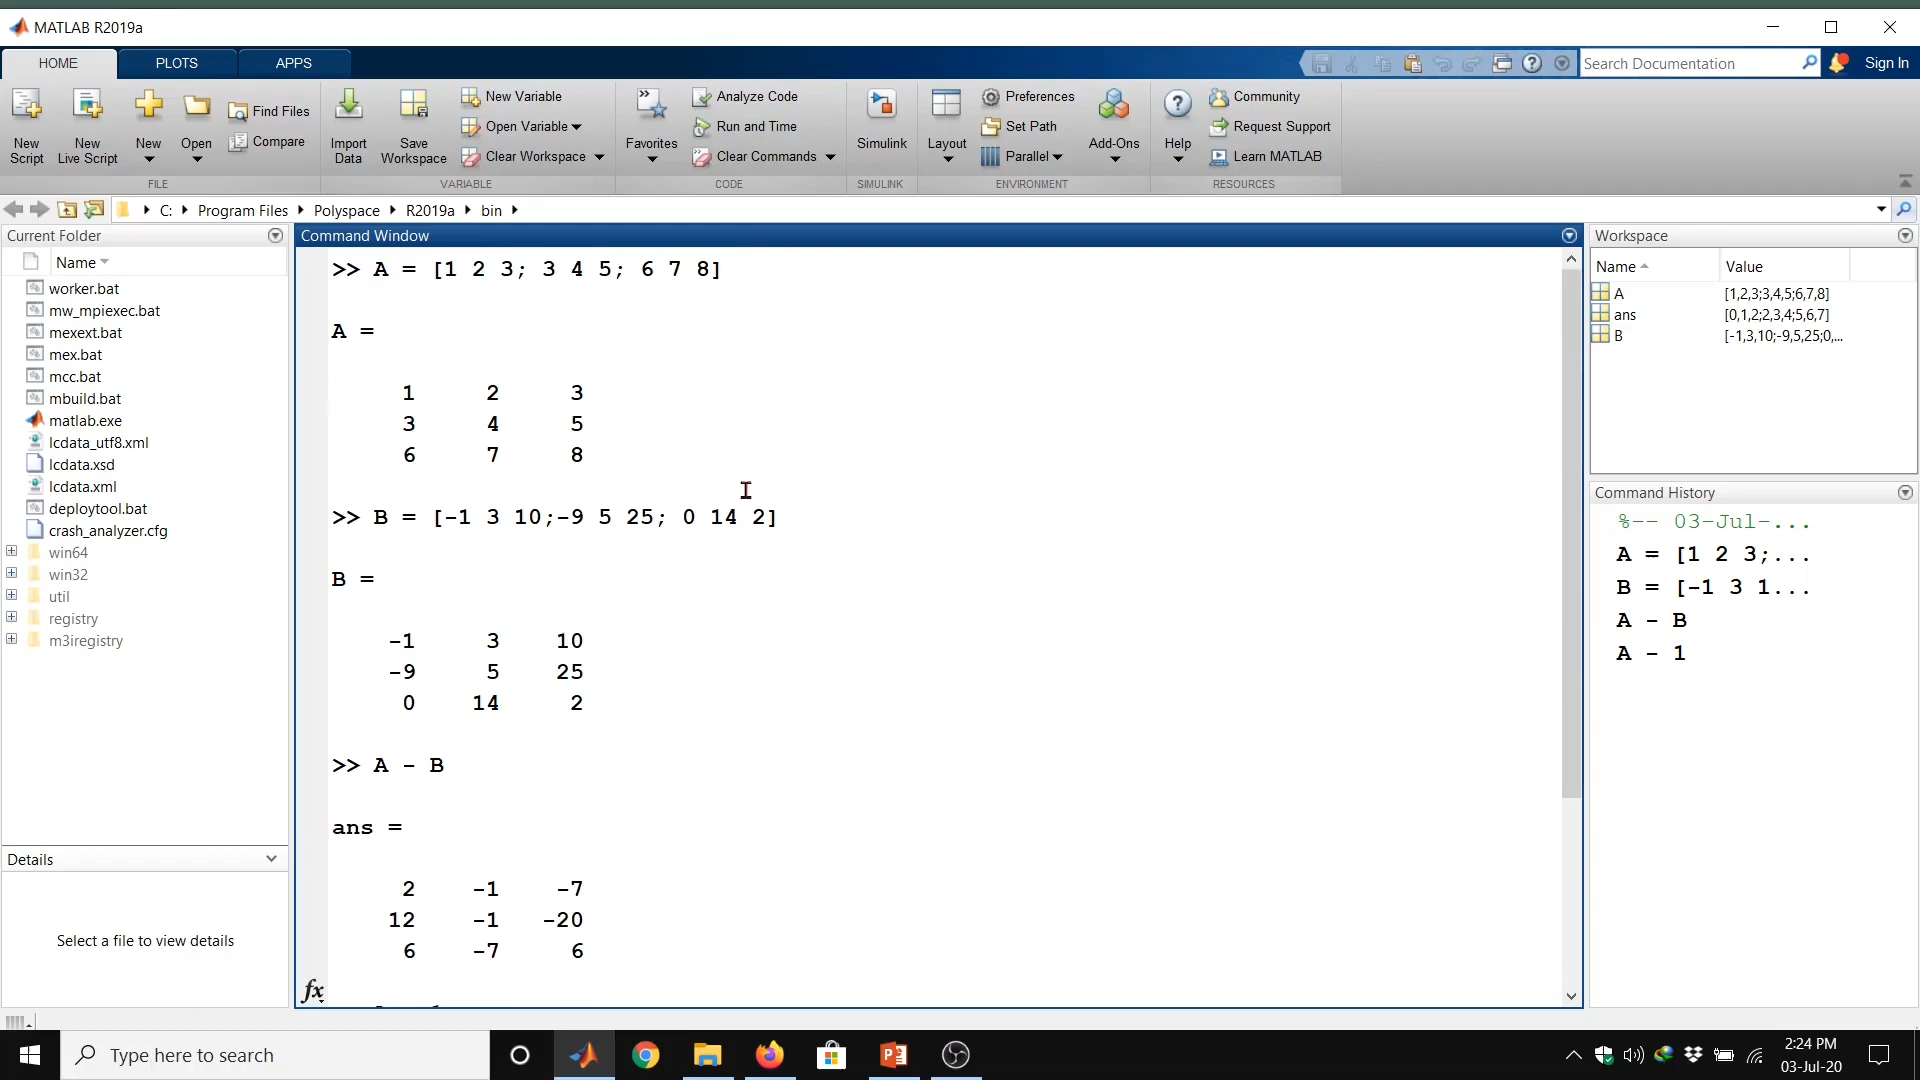 MATLAB R2019a
HOME PLOTS APPS
Search Documentation Sign In
New Script
New Live Script
New
Open
Find Files
Compare
Import Data
Save Workspace
New Variable
Open Variable
Clear Workspace
Favorites
Analyze Code
Run and Time
Clear Commands
Simulink
Layout
Preferences
Set Path
Parallel
Add-Ons
Help
Community
Request Support
Learn MATLAB
FILE VARIABLE CODE SIMULINK ENVIRONMENT RESOURCES
C: Program Files Polyspace R2019a bin
Current Folder
Name
worker.bat
mw_mpiexec.bat
mexext.bat
mex.bat
mcc.bat
mbuild.bat
matlab.exe
lcdata_utf8.xml
lcdata.xsd
lcdata.xml
deploytool.bat
crash_analyzer.cfg
win64
win32
util
registry
m3iregistry
Details
Select a file to view details
Command Window
>> A = [1 2 3; 3 4 5; 6 7 8]
A =
1 2 3
3 4 5
6 7 8
>> B = [-1 3 10;-9 5 25; 0 14 2]
B =
-1 3 10
-9 5 25
0 14 2
>> A - B
ans =
2 -1 -7
12 -1 -20
6 -7 6
fx
Workspace
Name Value
A [1,2,3;3,4,5;6,7,8]
ans [0,1,2;2,3,4;5,6,7]
B [-1,3,10;-9,5,25;0,...
Command History
%-- 03-Jul-...
A = [1 2 3;...
B = [-1 3 1...
A - B
A - 1
Type here to search
2:24 PM
03-Jul-20